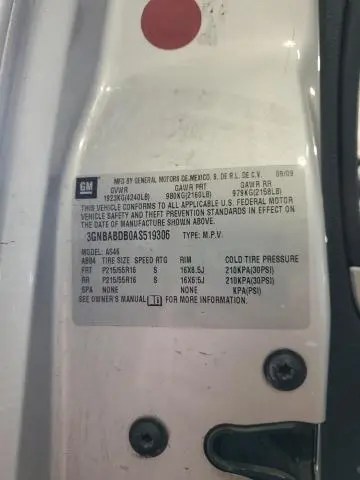 GM
MFD BY GENERAL MOTORS DE MEXICO, S. DE R.L. DE C.V. 09/09
GVWR GAWR FRT GAWR RR
1923KG(4240LB) 980KG(2160LB) 979KG(2158LB)
THIS VEHICLE CONFORMS TO ALL APPLICABLE U.S. FEDERAL MOTOR
VEHICLE SAFETY AND THEFT PREVENTION STANDARDS IN EFFECT ON
THE DATE OF MANUFACTURE SHOWN ABOVE.
3GNBABDB0AS519306 TYPE: M.P.V.
MODEL: AS46
TIRE SIZE SPEED RTG RIM COLD TIRE PRESSURE
FRT P215/55R16 S 16X6.5J 210KPA(30PSI)
RR P215/55R16 S 16X6.5J 210KPA(30PSI)
SPA NONE NONE KPA(PSI)
SEE OWNER'S MANUAL FOR MORE INFORMATION.